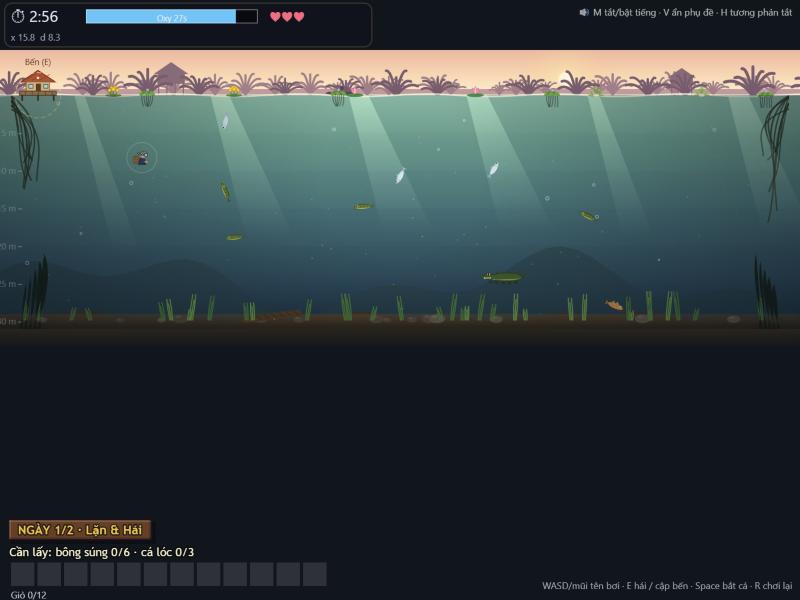 2:56
Oxy 27s
x 15.8 d 8.3
M tắt/bật tiếng · V ẩn phụ đề · H tương phản tắt
Bến (E)
5 m
0 m
5 m
20 m
25 m
30 m
NGÀY 1/2 · Lặn & Hái
Cần lấy: bông súng 0/6 · cá lóc 0/3
Giỏ 0/12
WASD/mũi tên bơi · E hái / cập bến · Space bắt cá · R chơi lại